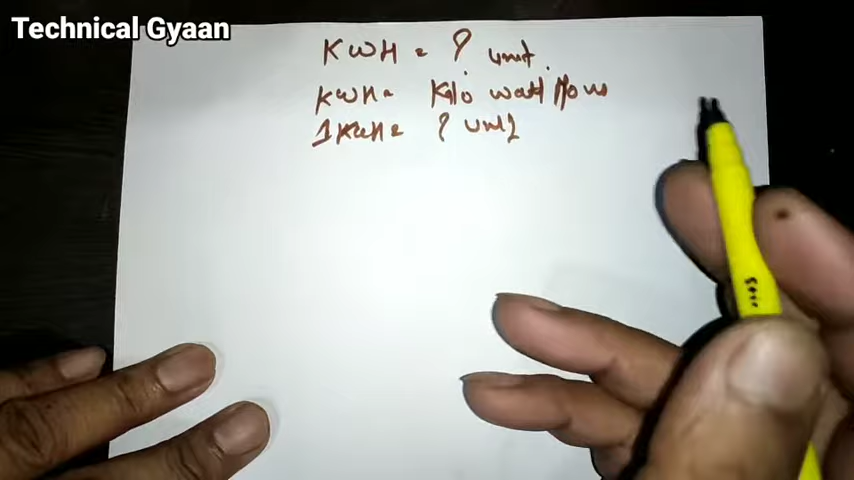 Technical Gyaan
KWH = ? unit.
KWH = Kilo watt Hour
1 KWH = ? unit